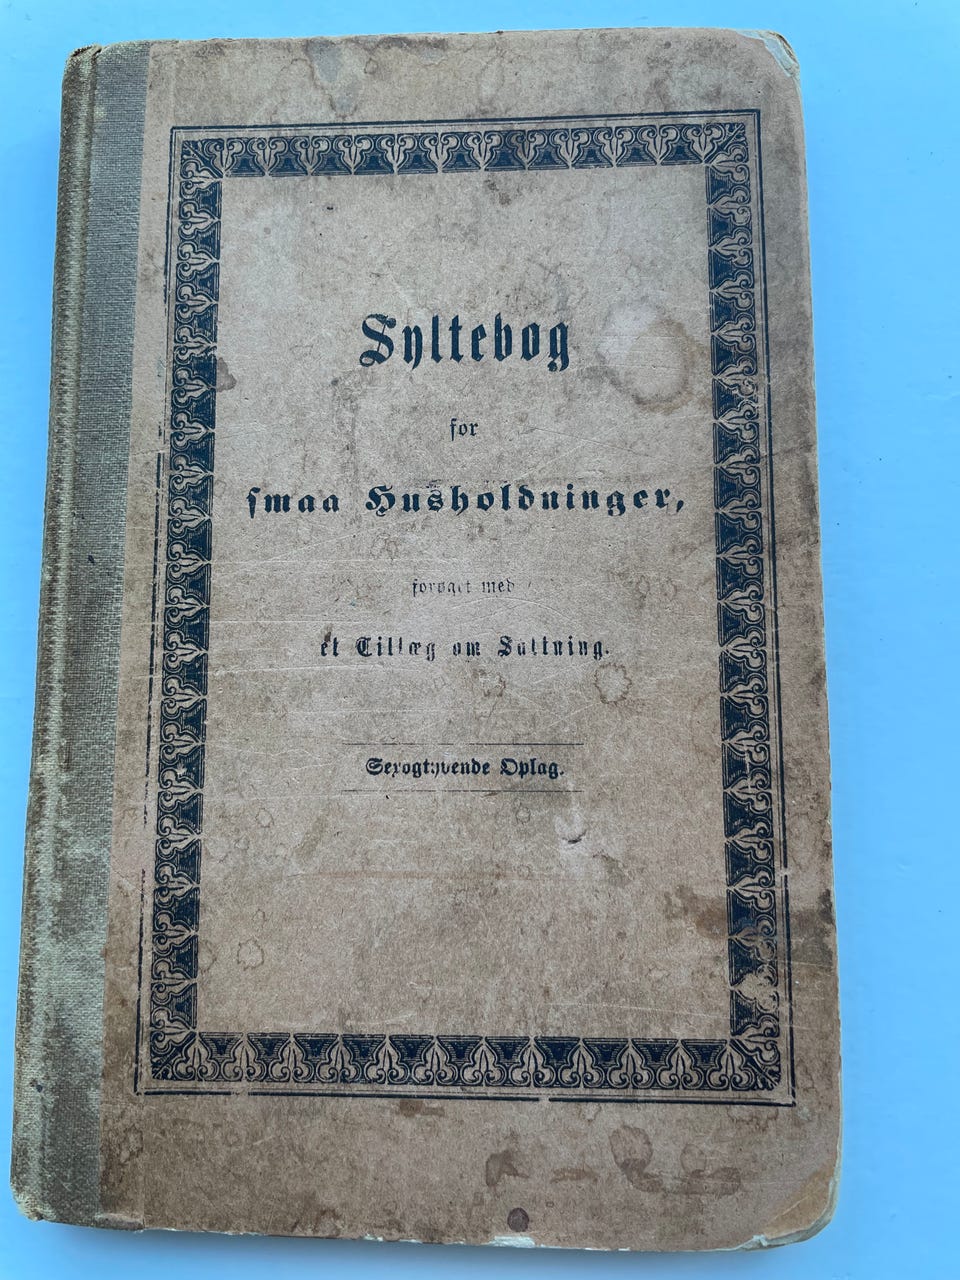 Syltebog
for
smaa Husholdninger,
forøget med
et Tillæg om Saltning.
Sexogtyvende Oplag.